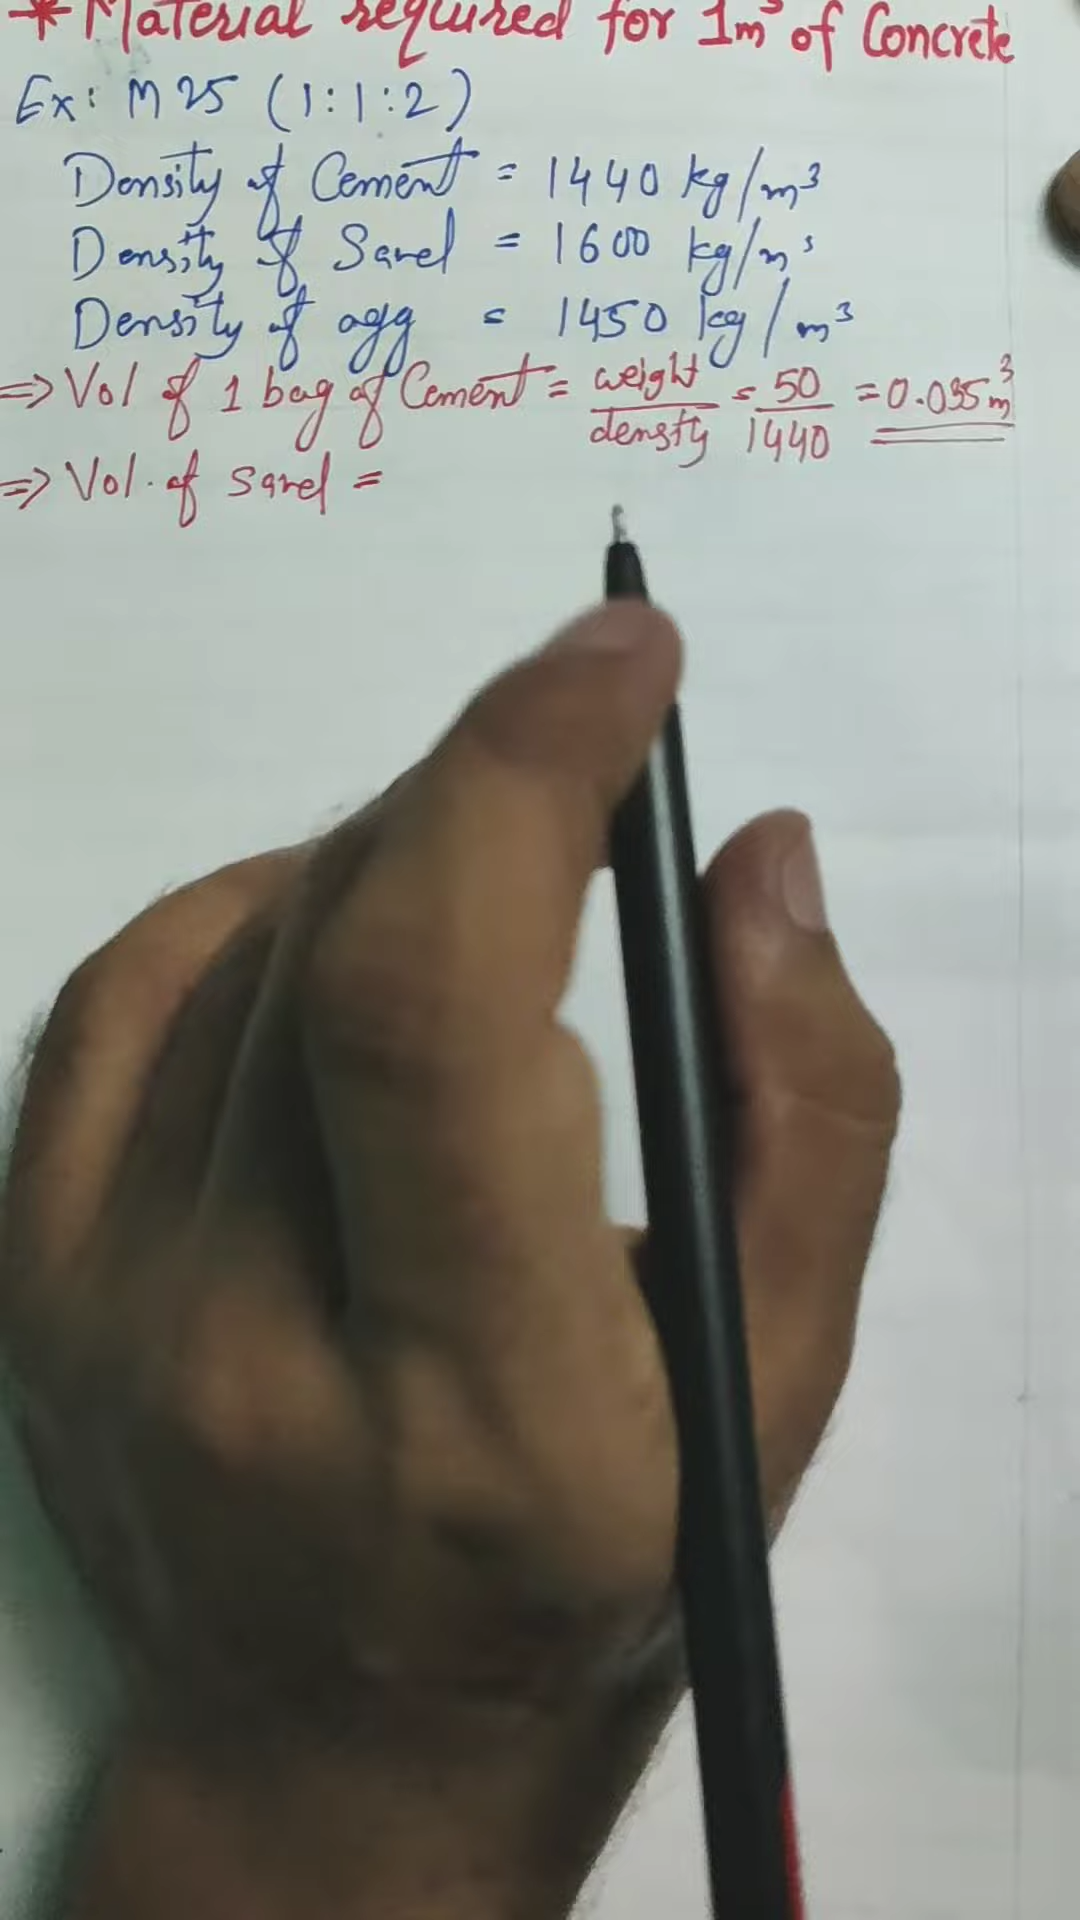 * Material required for 1m³ of Concrete
Ex: M25 (1:1:2)
Density of Cement = 1440 kg/m³
Density of Sand = 1600 kg/m³
Density of agg = 1450 kg/m³
=> Vol of 1 bag of Cement = weight/density = 50/1440 = 0.035m³
=> Vol. of Sand =